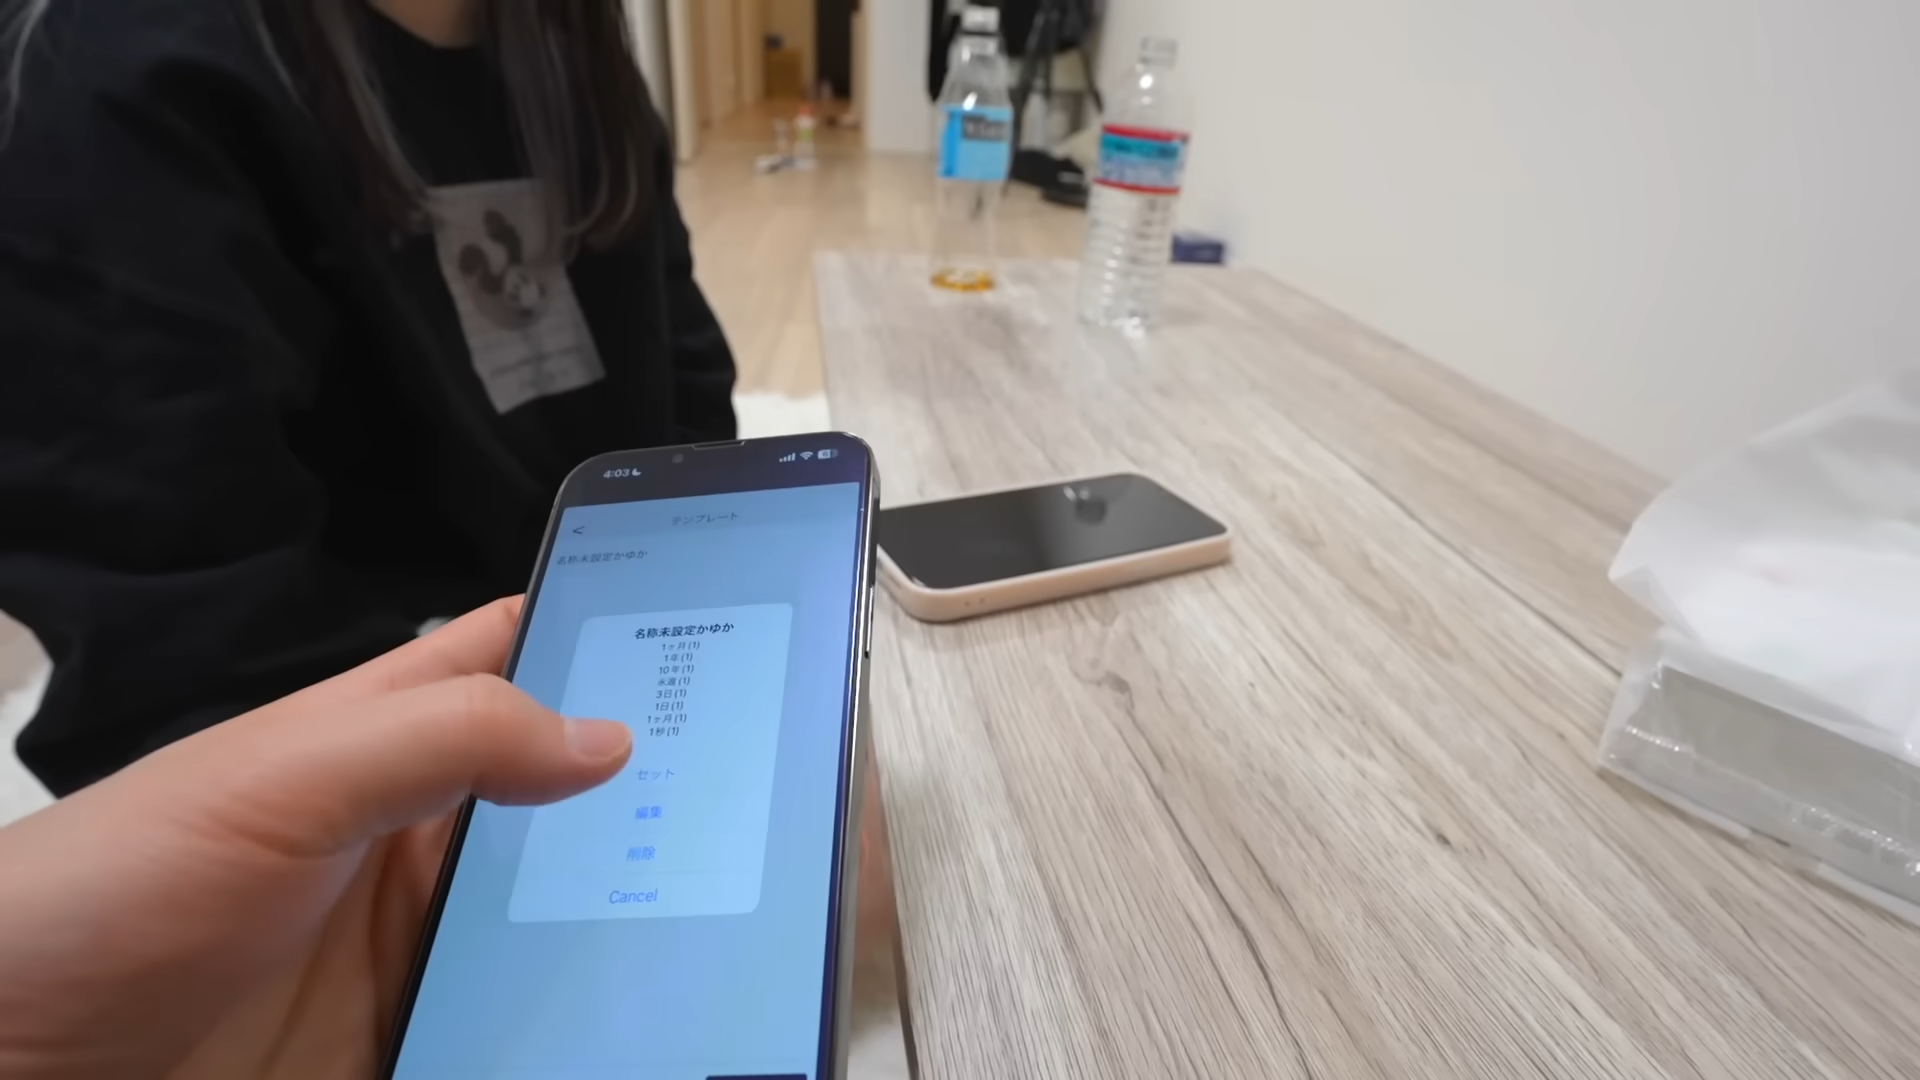 4:03
テンプレート
名称未設定かゆか
名称未設定かゆか
1ヶ月(1)
1年(1)
10年(1)
永遠(1)
3日(1)
1日(1)
1ヶ月(1)
1秒(1)
セット
編集
削除
Cancel